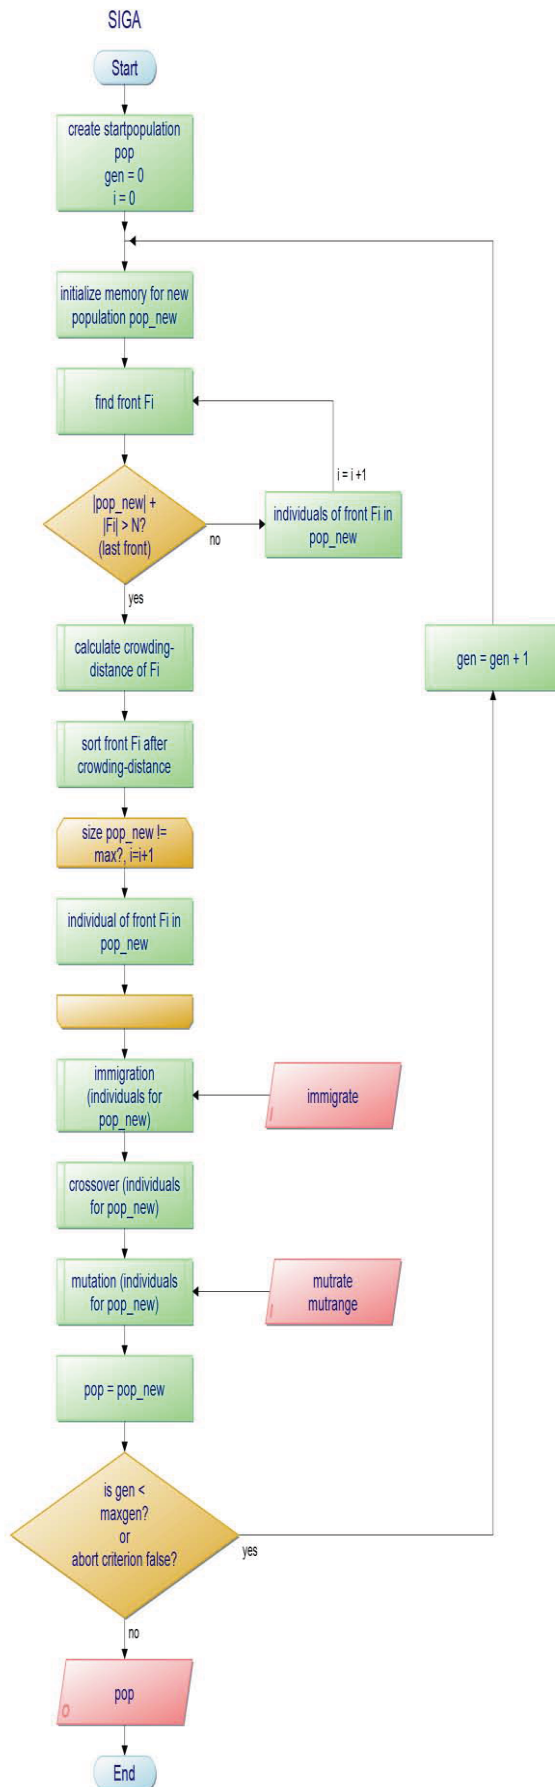 SIGA
Start
create startpopulation
pop
gen = 0
i = 0
initialize memory for new
population pop_new
find front Fi
i = i +1
|pop_new| +
|Fi| > N?
(last front)
no
individuals of front Fi in
pop_new
yes
calculate crowding-
distance of Fi
gen = gen + 1
sort front Fi after
crowding-distance
size pop_new !=
max?, i=i+1
individual of front Fi in
pop_new
immigration
(individuals for
pop_new)
I
immigrate
crossover (individuals
for pop_new)
mutation (individuals
for pop_new)
I
mutrate
mutrange
pop = pop_new
is gen <
maxgen?
or
abort criterion false?
yes
no
O
pop
End